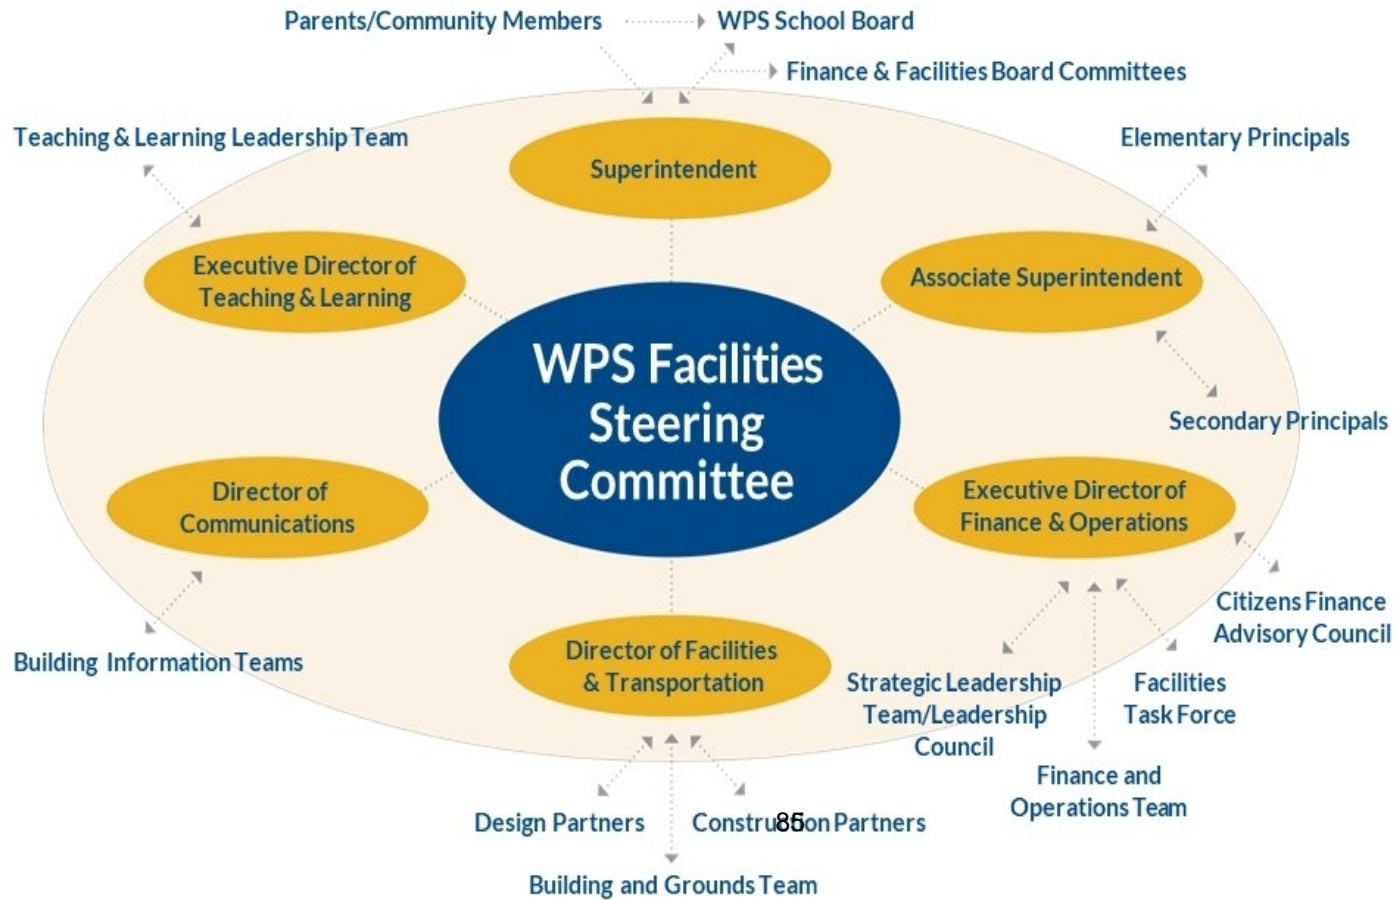 Parents/Community Members
WPS School Board
Finance & Facilities Board Committees
Teaching & Learning Leadership Team
Elementary Principals
Superintendent
Executive Director of
Teaching & Learning
Associate Superintendent
WPS Facilities
Steering
Committee
Secondary Principals
Director of
Communications
Executive Director of
Finance & Operations
Citizens Finance
Advisory Council
Building Information Teams
Director of Facilities
& Transportation
Strategic Leadership
Team/Leadership
Council
Facilities
Task Force
Finance and
Operations Team
Design Partners
Construction Partners
85
Building and Grounds Team